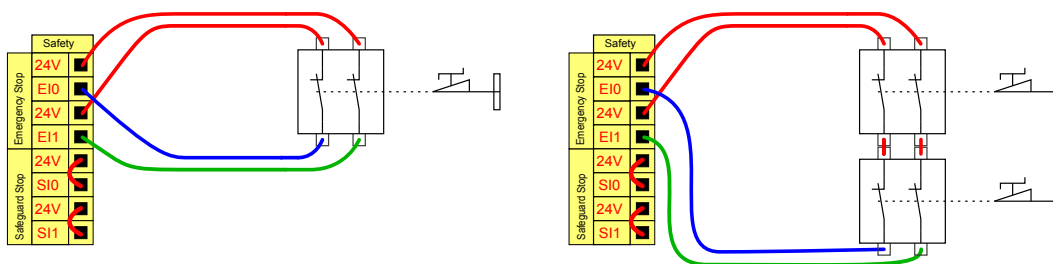 Safety
Emergency Stop
24V
EI0
24V
EI1
Safeguard Stop
24V
SI0
24V
SI1
Safety
Emergency Stop
24V
EI0
24V
EI1
Safeguard Stop
24V
SI0
24V
SI1